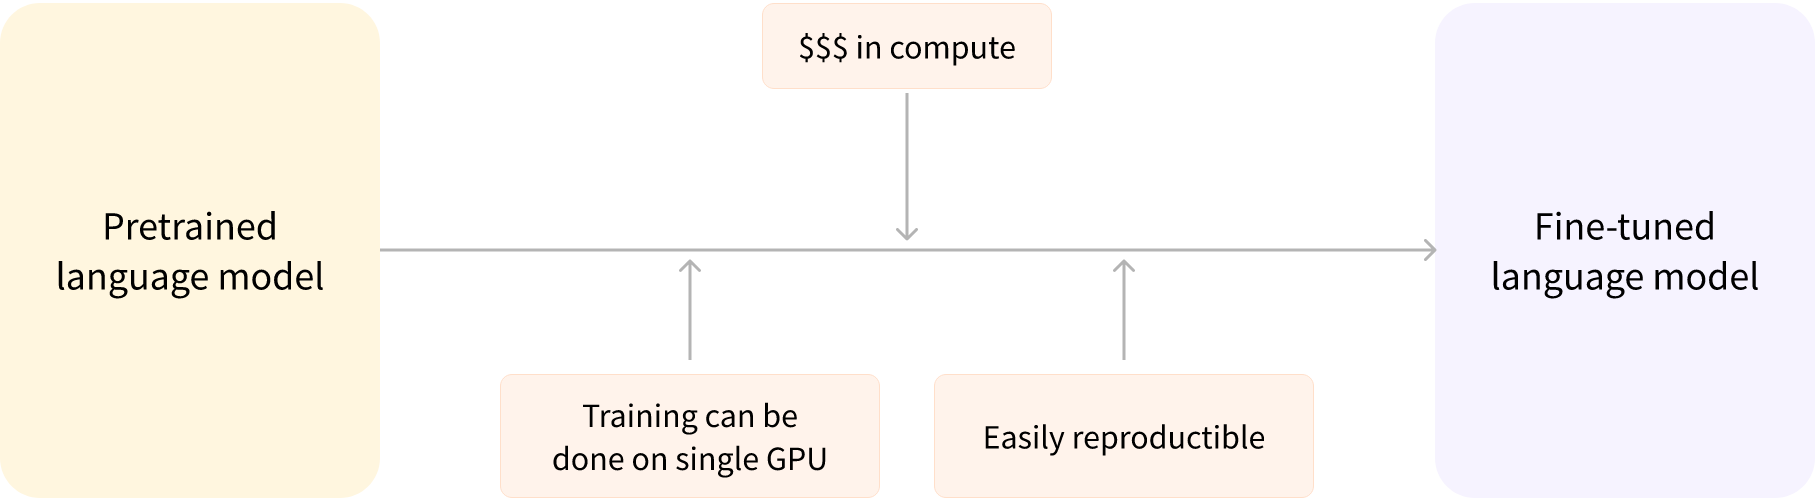 $$$ in compute
Pretrained
language model
Fine-tuned
language model
Training can be
done on single GPU
Easily reproductible